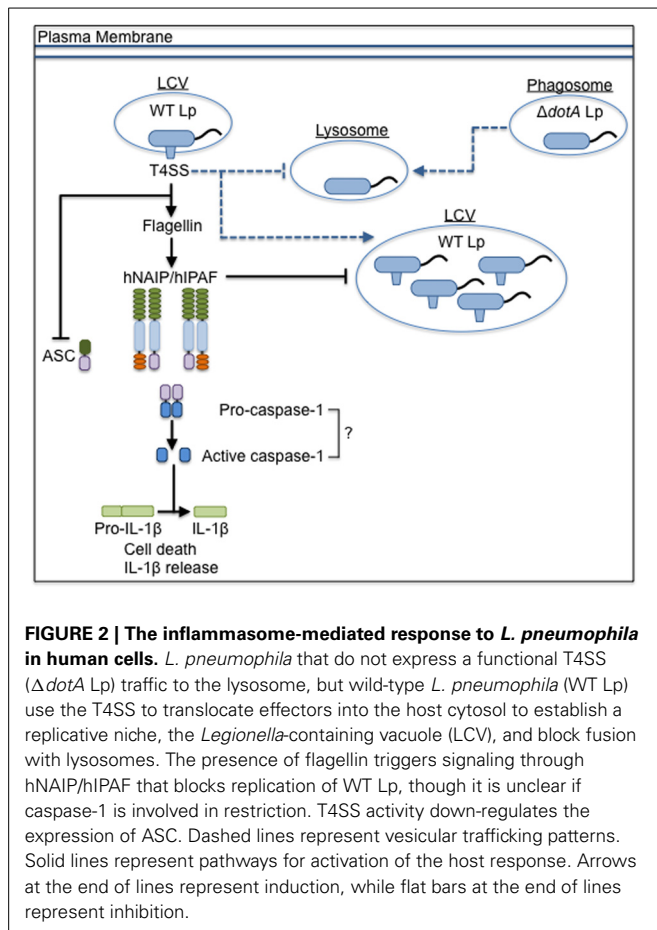 Plasma Membrane
LCV
WT Lp
T4SS
Phagosome
ΔdotA Lp
Lysosome
Flagellin
LCV
WT Lp
hNAIP/hIPAF
ASC
Pro-caspase-1
?
Active caspase-1
Pro-IL-1β
IL-1β
Cell death
IL-1β release
FIGURE 2 | The inflammasome-mediated response to L. pneumophila
in human cells. L. pneumophila that do not express a functional T4SS
(ΔdotA Lp) traffic to the lysosome, but wild-type L. pneumophila (WT Lp)
use the T4SS to translocate effectors into the host cytosol to establish a
replicative niche, the Legionella-containing vacuole (LCV), and block fusion
with lysosomes. The presence of flagellin triggers signaling through
hNAIP/hIPAF that blocks replication of WT Lp, though it is unclear if
caspase-1 is involved in restriction. T4SS activity down-regulates the
expression of ASC. Dashed lines represent vesicular trafficking patterns.
Solid lines represent pathways for activation of the host response. Arrows
at the end of lines represent induction, while flat bars at the end of lines
represent inhibition.